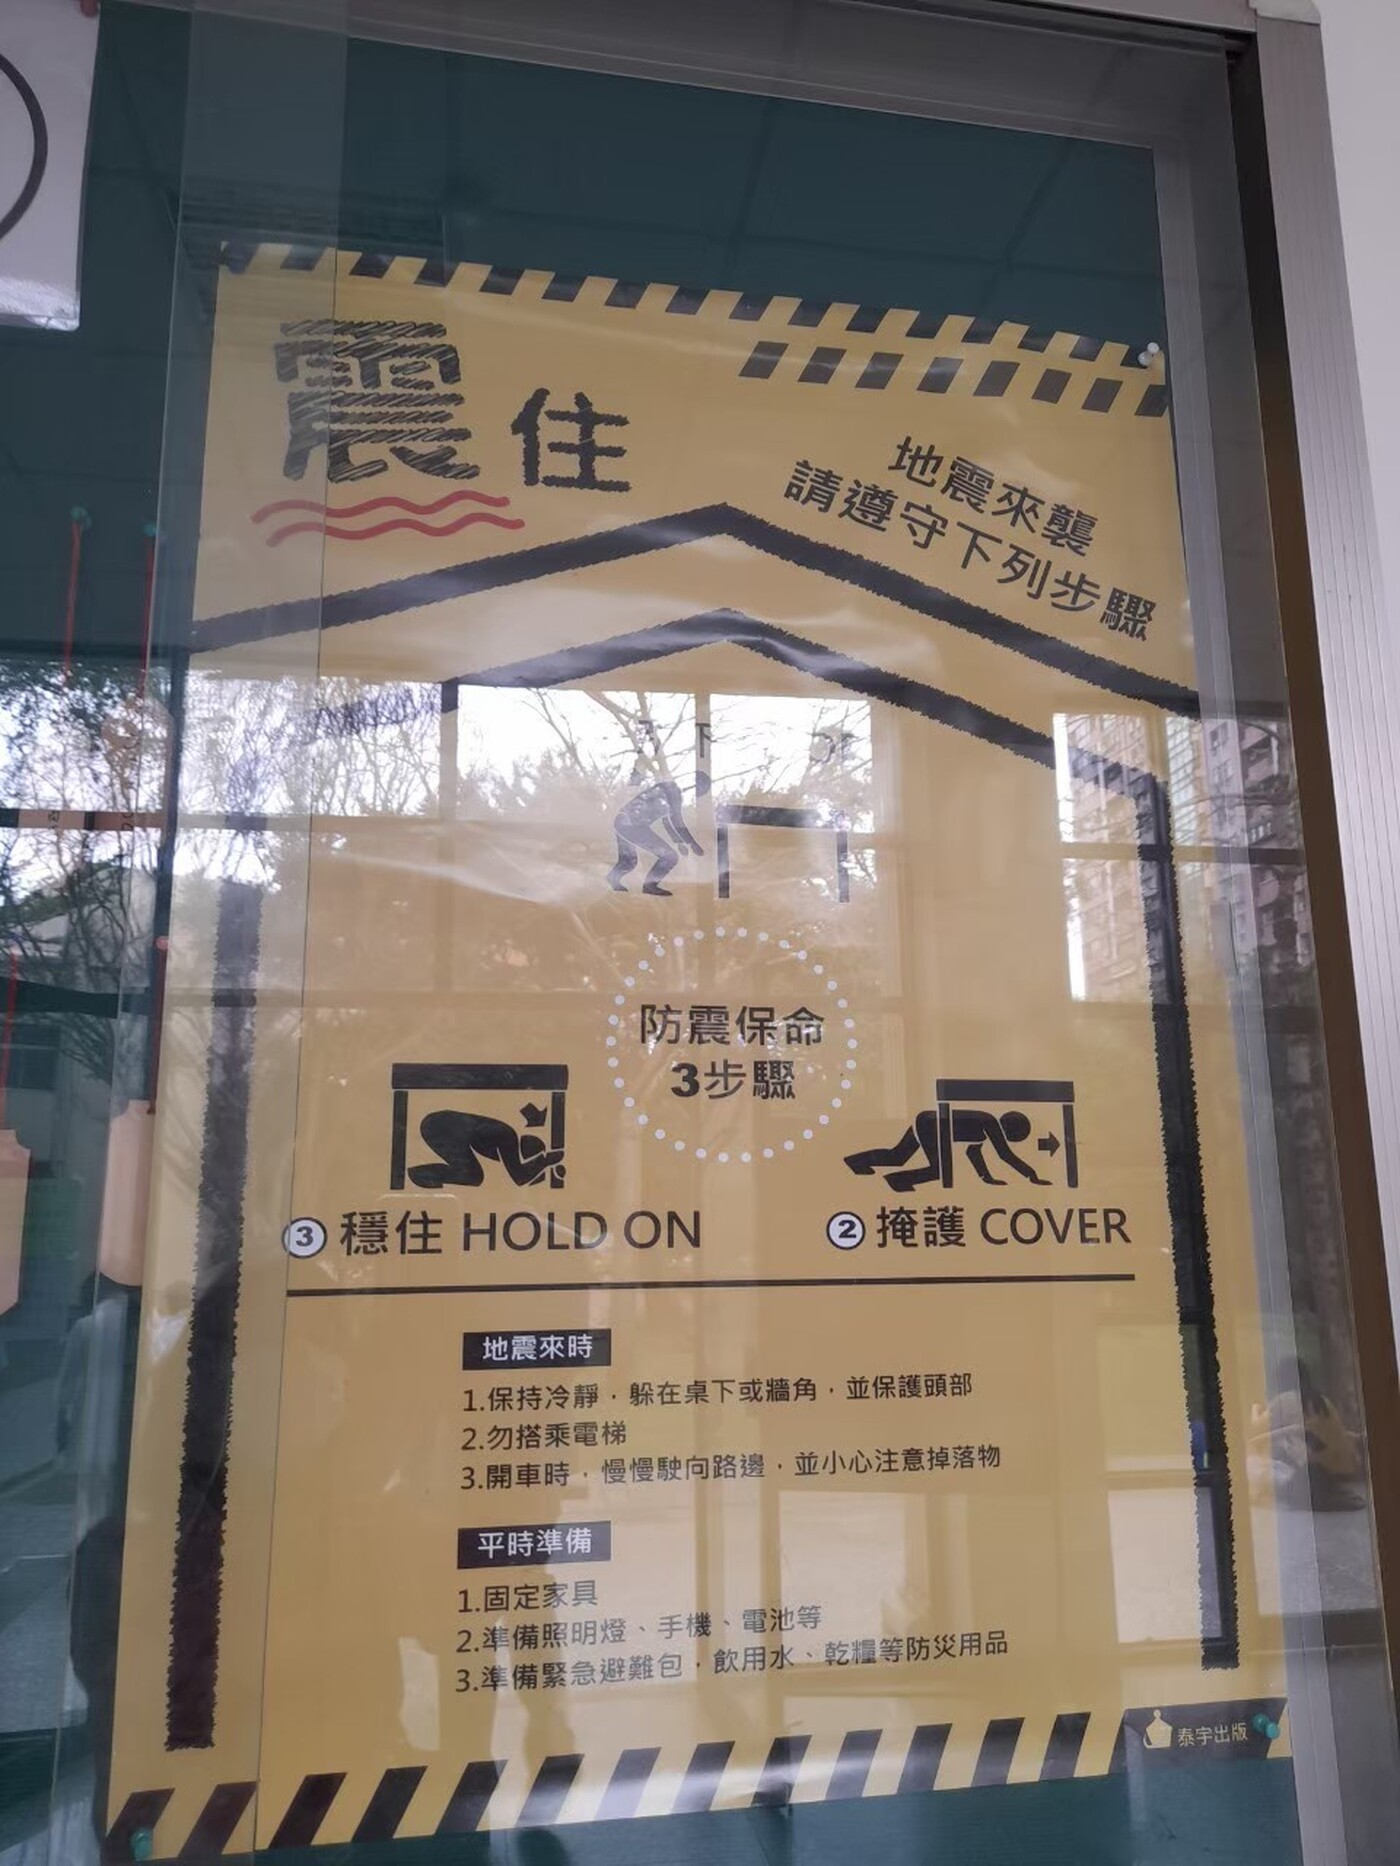 震住
地震來襲
請遵守下列步驟
下
防震保命
3步驟
3 穩住 HOLD ON
2 掩護 COVER
地震來時
1.保持冷靜，躲在桌下或牆角，並保護頭部
2.勿搭乘電梯
3.開車時，慢慢駛向路邊，並小心注意掉落物
平時準備
1.固定家具
2.準備照明燈、手機、電池等
3.準備緊急避難包，飲用水、乾糧等防災用品
泰宇出版